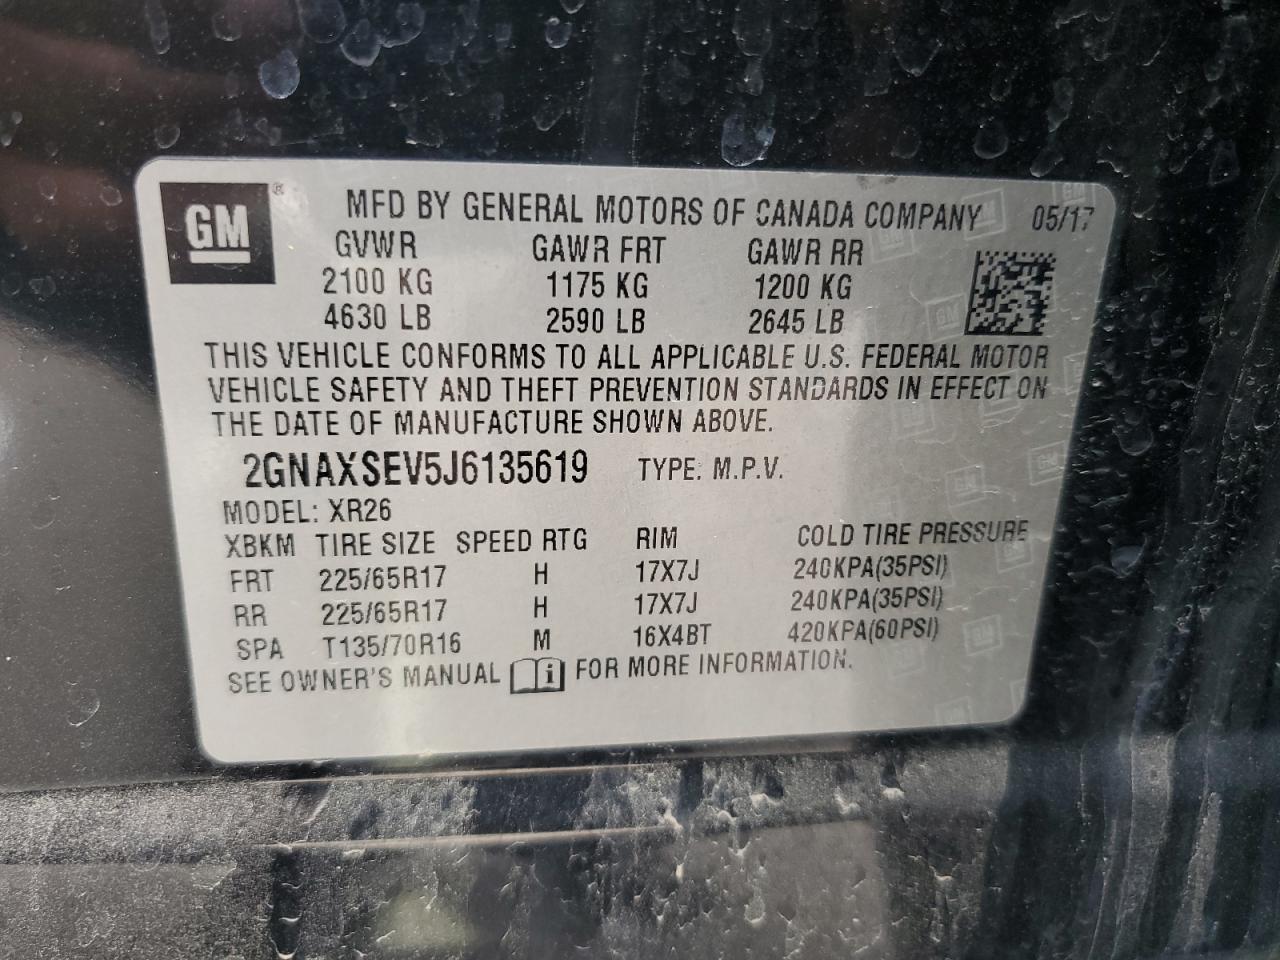 GM ® MFD BY GENERAL MOTORS OF CANADA COMPANY 05/17
GVWR GAWR FRT GAWR RR
2100 KG 1175 KG 1200 KG
4630 LB 2590 LB 2645 LB
THIS VEHICLE CONFORMS TO ALL APPLICABLE U.S. FEDERAL MOTOR
VEHICLE SAFETY AND THEFT PREVENTION STANDARDS IN EFFECT ON
THE DATE OF MANUFACTURE SHOWN ABOVE.
2GNAXSEV5J6135619 TYPE: M.P.V.
MODEL: XR26
XBKM TIRE SIZE SPEED RTG RIM COLD TIRE PRESSURE
FRT 225/65R17 H 17X7J 240KPA(35PSI)
RR 225/65R17 H 17X7J 240KPA(35PSI)
SPA T135/70R16 M 16X4BT 420KPA(60PSI)
SEE OWNER'S MANUAL i FOR MORE INFORMATION.